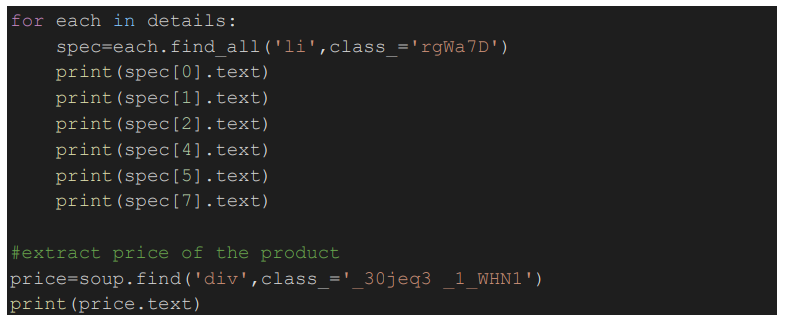 for each in details:
    spec=each.find_all('li',class_='rgWa7D')
    print(spec[0].text)
    print(spec[1].text)
    print(spec[2].text)
    print(spec[4].text)
    print(spec[5].text)
    print(spec[7].text)

#extract price of the product
price=soup.find('div',class_='_30jeq3 _1_WHN1')
print(price.text)